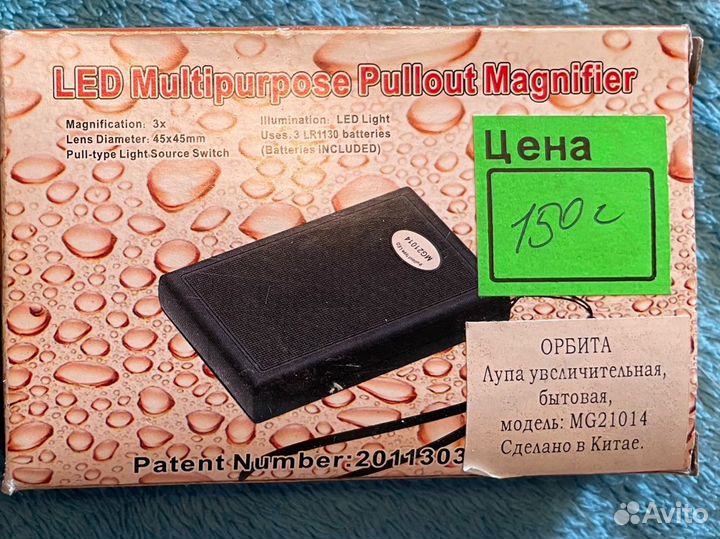 LED Multipurpose Pullout Magnifier
Magnification: 3x
Lens Diameter: 45x45mm
Pull-type Light Source Switch
Illumination: LED Light
Uses: 3 LR1130 batteries
(Batteries INCLUDED)
Цена
150 с
MG21014
ОРБИТА
Лупа увеличительная,
бытовая,
модель: MG21014
Сделано в Китае.
Patent Number:2011303
Avito